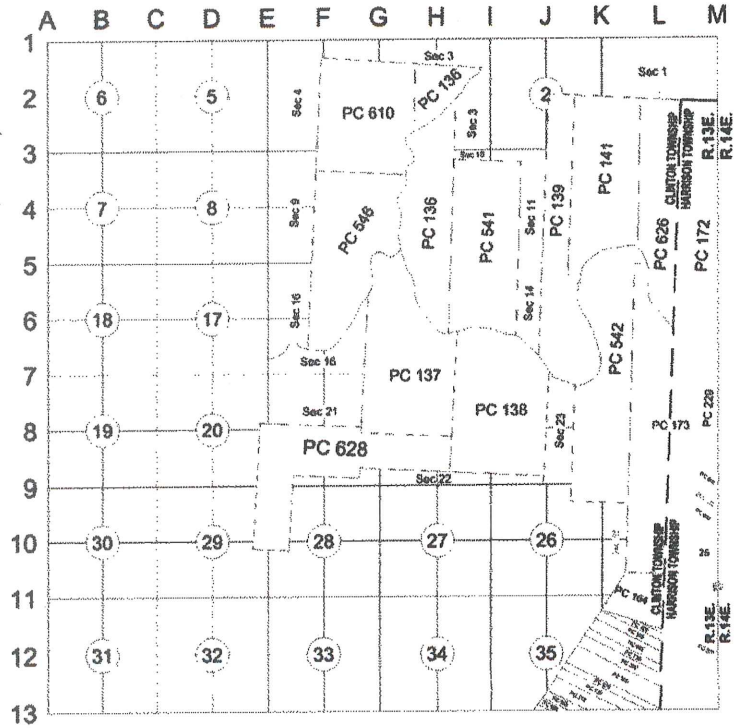 A B C D E F G H I J K L M
1
Sec 3
Sec 1
2
6
5
Sec 4
PC 610
PC 136
Sec 3
2
PC 141
CLINTON TOWNSHIP
HARRISON TOWNSHIP
R.13E.
R.14E.
3
4
7
8
Sec 9
PC 546
PC 136
PC 541
Sec 11
PC 139
PC 626
PC 172
5
Sec 16
Sec 14
6
18
17
Sec 16
PC 542
7
PC 137
Sec 21
PC 138
Sec 23
PC 229
8
19
20
PC 628
PC 173
Sec 22
9
10
30
29
28
27
26
25
CLINTON TOWNSHIP
HARRISON TOWNSHIP
11
PC 164
R.13E.
R.14E.
12
31
32
33
34
35
13